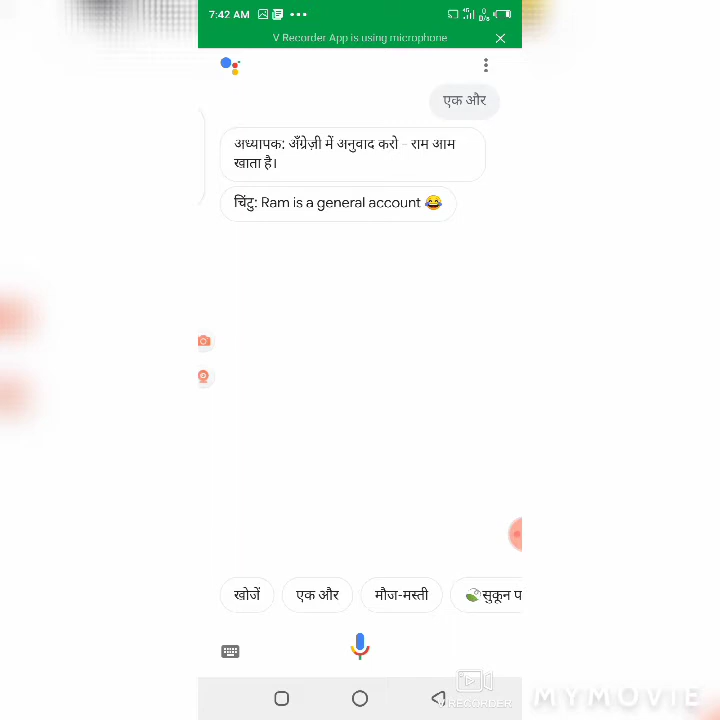 7:42 AM
V Recorder App is using microphone
एक और
अध्यापक: अँग्रेज़ी में अनुवाद करो – राम आम
खाता है।
चिंटु: Ram is a general account 😂
खोजें
एक और
मौज-मस्ती
सुकून प
VRECORDER
MYMOVIE